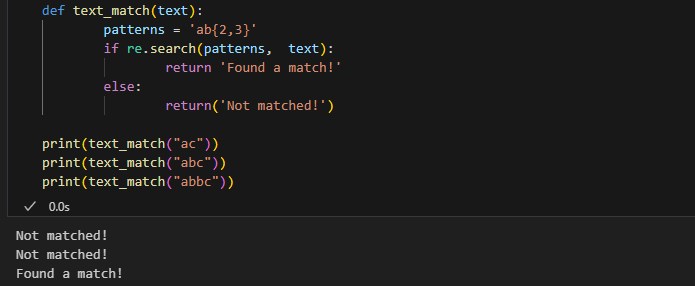 def text_match(text):
        patterns = 'ab{2,3}'
        if re.search(patterns,  text):
                return 'Found a match!'
        else:
                return('Not matched!')

print(text_match("ac"))
print(text_match("abc"))
print(text_match("abbc"))
0.0s
Not matched!
Not matched!
Found a match!